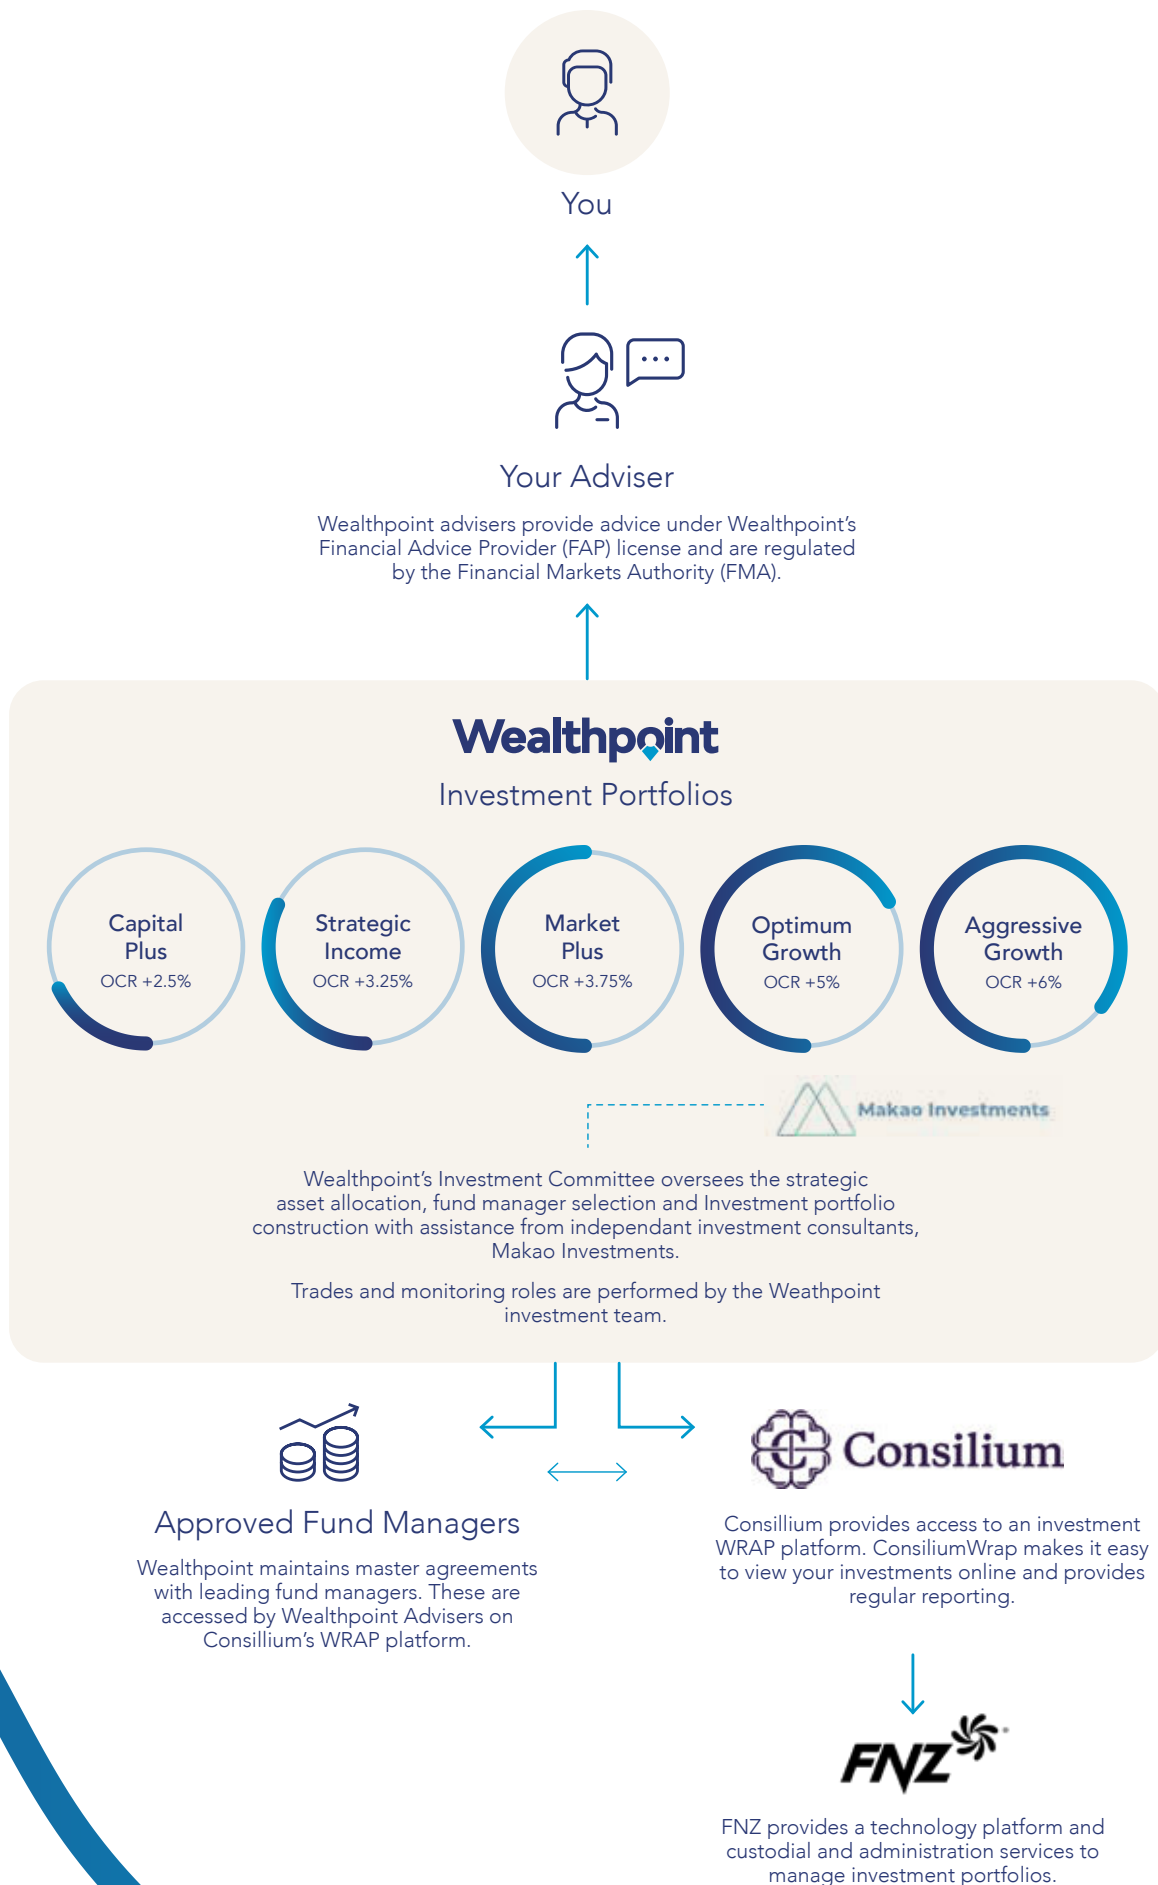 You
Your Adviser
Wealthpoint advisers provide advice under Wealthpoint’s
Financial Advice Provider (FAP) license and are regulated
by the Financial Markets Authority (FMA).
Wealthpoint
Investment Portfolios
Capital
Plus
OCR +2.5%
Strategic
Income
OCR +3.25%
Market
Plus
OCR +3.75%
Optimum
Growth
OCR +5%
Aggressive
Growth
OCR +6%
Makao Investments
Wealthpoint’s Investment Committee oversees the strategic
asset allocation, fund manager selection and Investment portfolio
construction with assistance from independant investment consultants,
Makao Investments.
Trades and monitoring roles are performed by the Weathpoint
investment team.
Approved Fund Managers
Wealthpoint maintains master agreements
with leading fund managers. These are
accessed by Wealthpoint Advisers on
Consillium’s WRAP platform.
Consilium
Consillium provides access to an investment
WRAP platform. ConsiliumWrap makes it easy
to view your investments online and provides
regular reporting.
FNZ
FNZ provides a technology platform and
custodial and administration services to
manage investment portfolios.